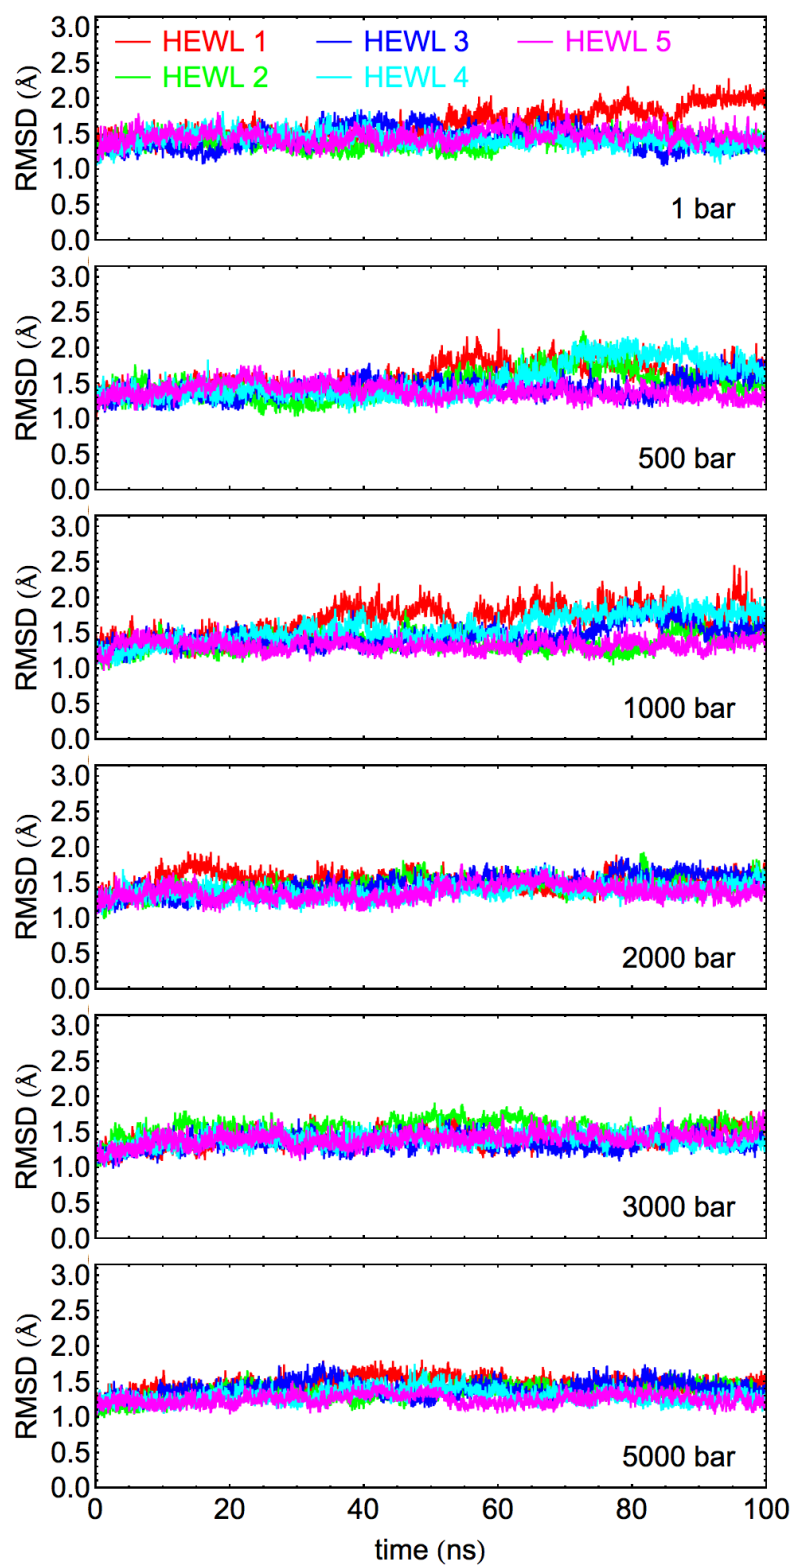 HEWL 1 HEWL 3 HEWL 5
HEWL 2 HEWL 4
RMSD (Å)
3.0
2.5
2.0
1.5
1.0
0.5
0.0
1 bar
RMSD (Å)
3.0
2.5
2.0
1.5
1.0
0.5
0.0
500 bar
RMSD (Å)
3.0
2.5
2.0
1.5
1.0
0.5
0.0
1000 bar
RMSD (Å)
3.0
2.5
2.0
1.5
1.0
0.5
0.0
2000 bar
RMSD (Å)
3.0
2.5
2.0
1.5
1.0
0.5
0.0
3000 bar
RMSD (Å)
3.0
2.5
2.0
1.5
1.0
0.5
0.0
5000 bar
0 20 40 60 80 100
time (ns)